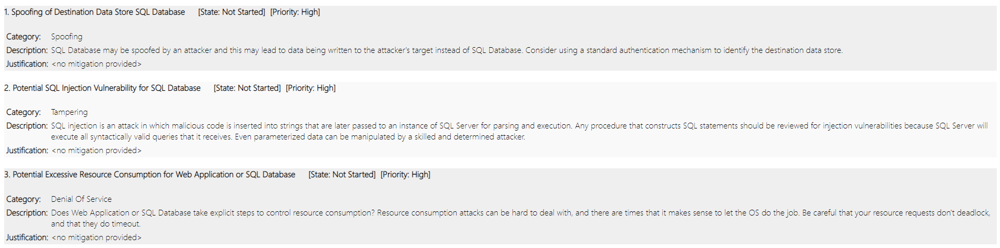 1. Spoofing of Destination Data Store SQL Database [State: Not Started] [Priority: High]
Category: Spoofing
Description: SQL Database may be spoofed by an attacker and this may lead to data being written to the attacker's target instead of SQL Database. Consider using a standard authentication mechanism to identify the destination data store.
Justification: <no mitigation provided>
2. Potential SQL Injection Vulnerability for SQL Database [State: Not Started] [Priority: High]
Category: Tampering
Description: SQL injection is an attack in which malicious code is inserted into strings that are later passed to an instance of SQL Server for parsing and execution. Any procedure that constructs SQL statements should be reviewed for injection vulnerabilities because SQL Server will
execute all syntactically valid queries that it receives. Even parameterized data can be manipulated by a skilled and determined attacker.
Justification: <no mitigation provided>
3. Potential Excessive Resource Consumption for Web Application or SQL Database [State: Not Started] [Priority: High]
Category: Denial Of Service
Description: Does Web Application or SQL Database take explicit steps to control resource consumption? Resource consumption attacks can be hard to deal with, and there are times that it makes sense to let the OS do the job. Be careful that your resource requests don't deadlock,
and that they do timeout.
Justification: <no mitigation provided>